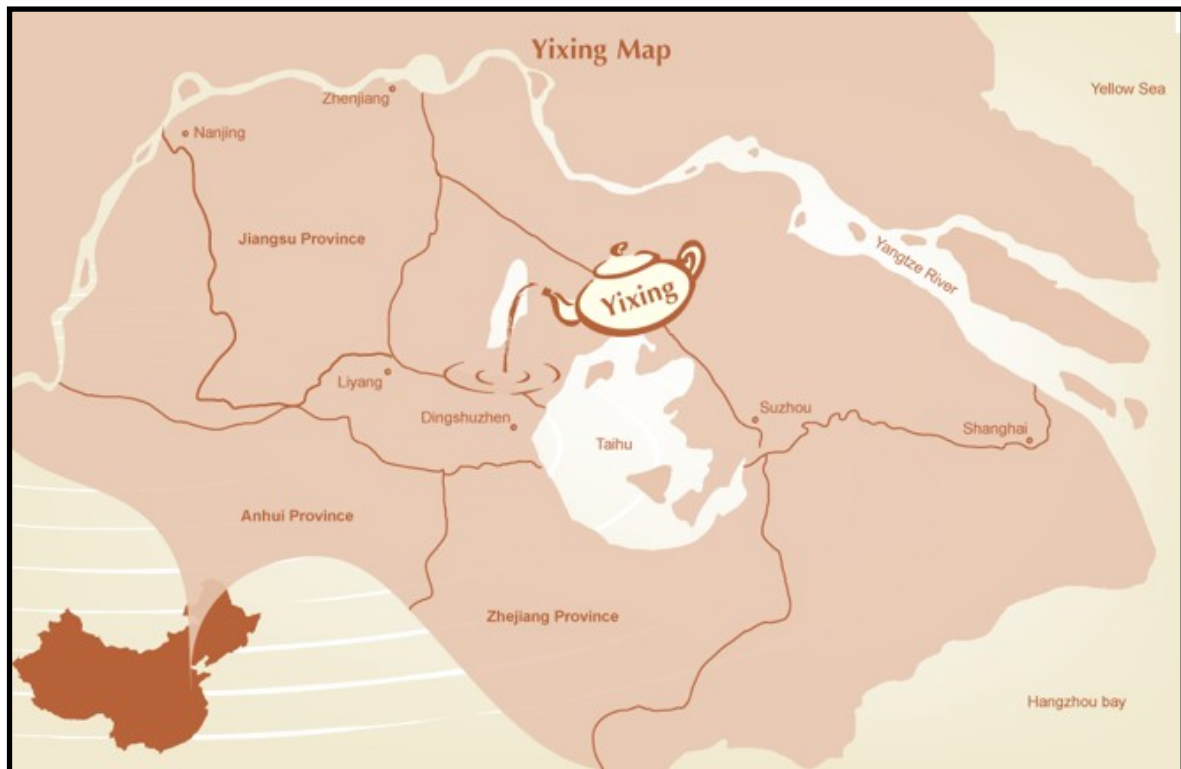 Yixing Map
Yellow Sea
Zhenjiang
Nanjing
Jiangsu Province
Yangtze River
Yixing
Liyang
Dingshuzhen
Suzhou
Shanghai
Taihu
Anhui Province
Zhejiang Province
Hangzhou bay